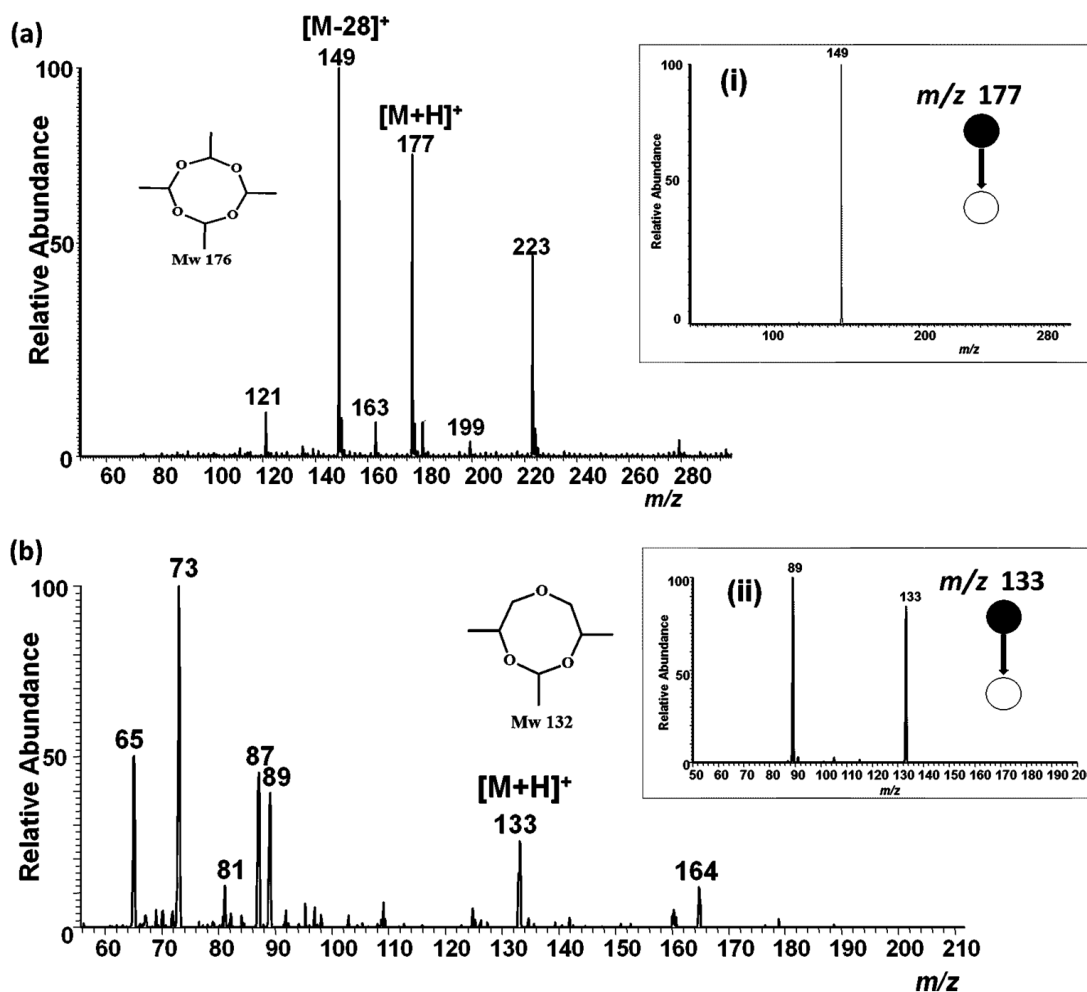 (a)
[M-28]+
149
[M+H]+
177
223
121
163
199
100
50
0
Relative Abundance
60 80 100 120 140 160 180 200 220 240 260 280
m/z
O O
O O
Mw 176
(i)
149
m/z 177
100
50
0
Relative Abundance
100 200 280
m/z
(b)
73
65
87
89
81
[M+H]+
133
164
100
50
0
Relative Abundance
60 70 80 90 100 110 120 130 140 150 160 170 180 190 200 210
m/z
O
O O
Mw 132
(ii)
89
133
m/z 133
100
50
0
Relative Abundance
50 60 70 80 90 100 110 120 130 140 150 160 170 180 190 20
m/z